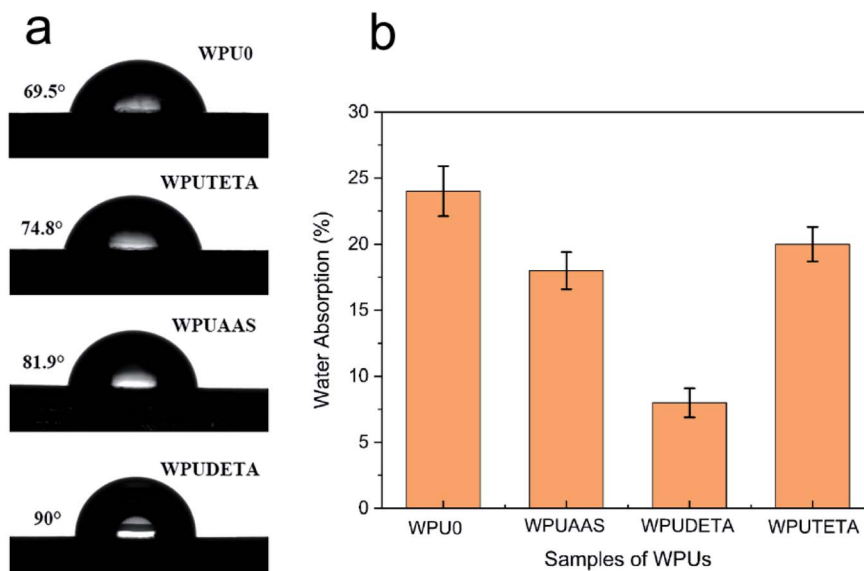 a
WPU0
69.5°
WPUTETA
74.8°
WPUAAS
81.9°
WPUDETA
90°
b
30
25
20
15
10
5
0
Water Absorption (%)
WPU0 WPUAAS WPUDETA WPUTETA
Samples of WPUs